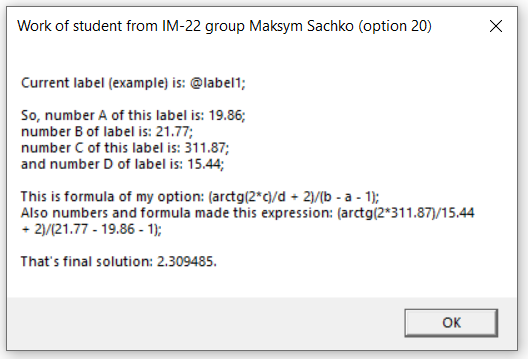 Work of student from IM-22 group Maksym Sachko (option 20)
Current label (example) is: @label1;
So, number A of this label is: 19.86;
number B of label is: 21.77;
number C of this label is: 311.87;
and number D of label is: 15.44;
This is formula of my option: (arctg(2*c)/d + 2)/(b - a - 1);
Also numbers and formula made this expression: (arctg(2*311.87)/15.44
+ 2)/(21.77 - 19.86 - 1);
That's final solution: 2.309485.
OK